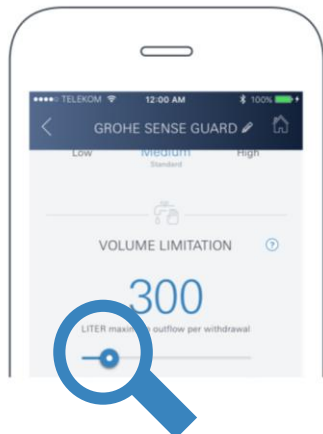 TELEKOM 12:00 AM 100%
GROHE SENSE GUARD
Low Medium High
Standard
VOLUME LIMITATION ?
300
LITER maximum outflow per withdrawal